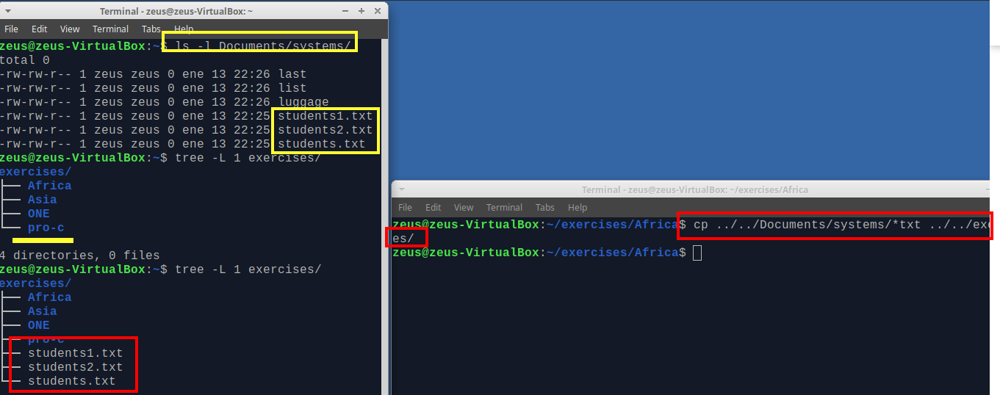 Terminal - zeus@zeus-VirtualBox: ~
File Edit View Terminal Tabs Help
zeus@zeus-VirtualBox:~$ ls -l Documents/systems/
total 0
-rw-rw-r-- 1 zeus zeus 0 ene 13 22:26 last
-rw-rw-r-- 1 zeus zeus 0 ene 13 22:26 list
-rw-rw-r-- 1 zeus zeus 0 ene 13 22:26 luggage
-rw-rw-r-- 1 zeus zeus 0 ene 13 22:25 students1.txt
-rw-rw-r-- 1 zeus zeus 0 ene 13 22:25 students2.txt
-rw-rw-r-- 1 zeus zeus 0 ene 13 22:25 students.txt
zeus@zeus-VirtualBox:~$ tree -L 1 exercises/
exercises/
├── Africa
├── Asia
├── ONE
└── pro-c
4 directories, 0 files
zeus@zeus-VirtualBox:~$ tree -L 1 exercises/
exercises/
├── Africa
├── Asia
├── ONE
├── pro-c
├── students1.txt
├── students2.txt
└── students.txt
Terminal - zeus@zeus-VirtualBox: ~/exercises/Africa
File Edit View Terminal Tabs Help
zeus@zeus-VirtualBox:~/exercises/Africa$ cp ../../Documents/systems/*txt ../../exc
es/
zeus@zeus-VirtualBox:~/exercises/Africa$